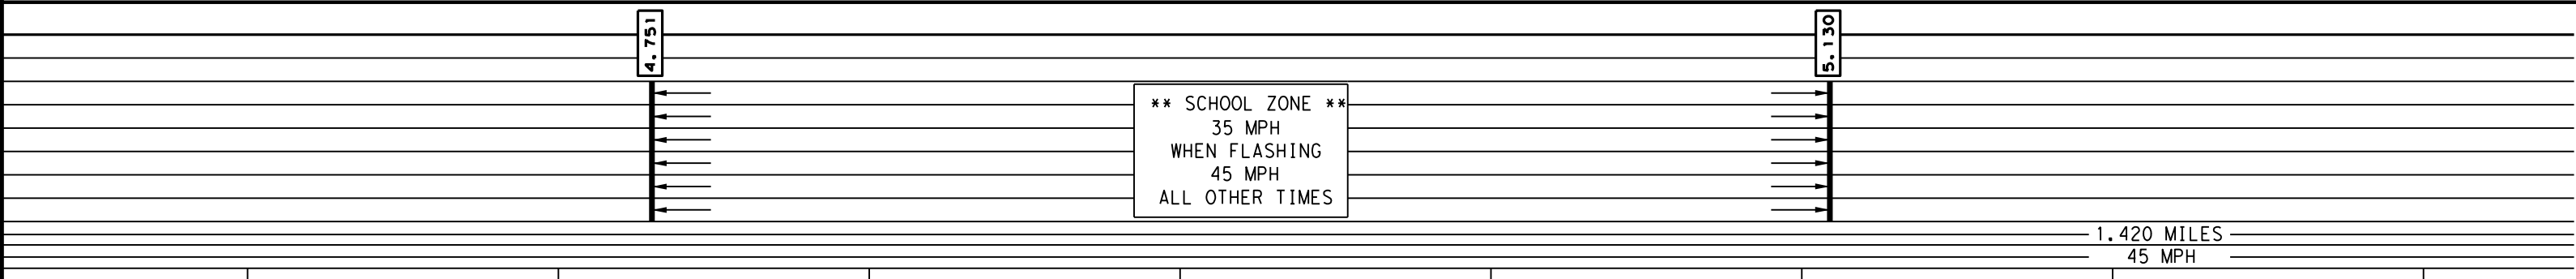 4.751
5.130
** SCHOOL ZONE **
35 MPH
WHEN FLASHING
45 MPH
ALL OTHER TIMES
1.420 MILES
45 MPH